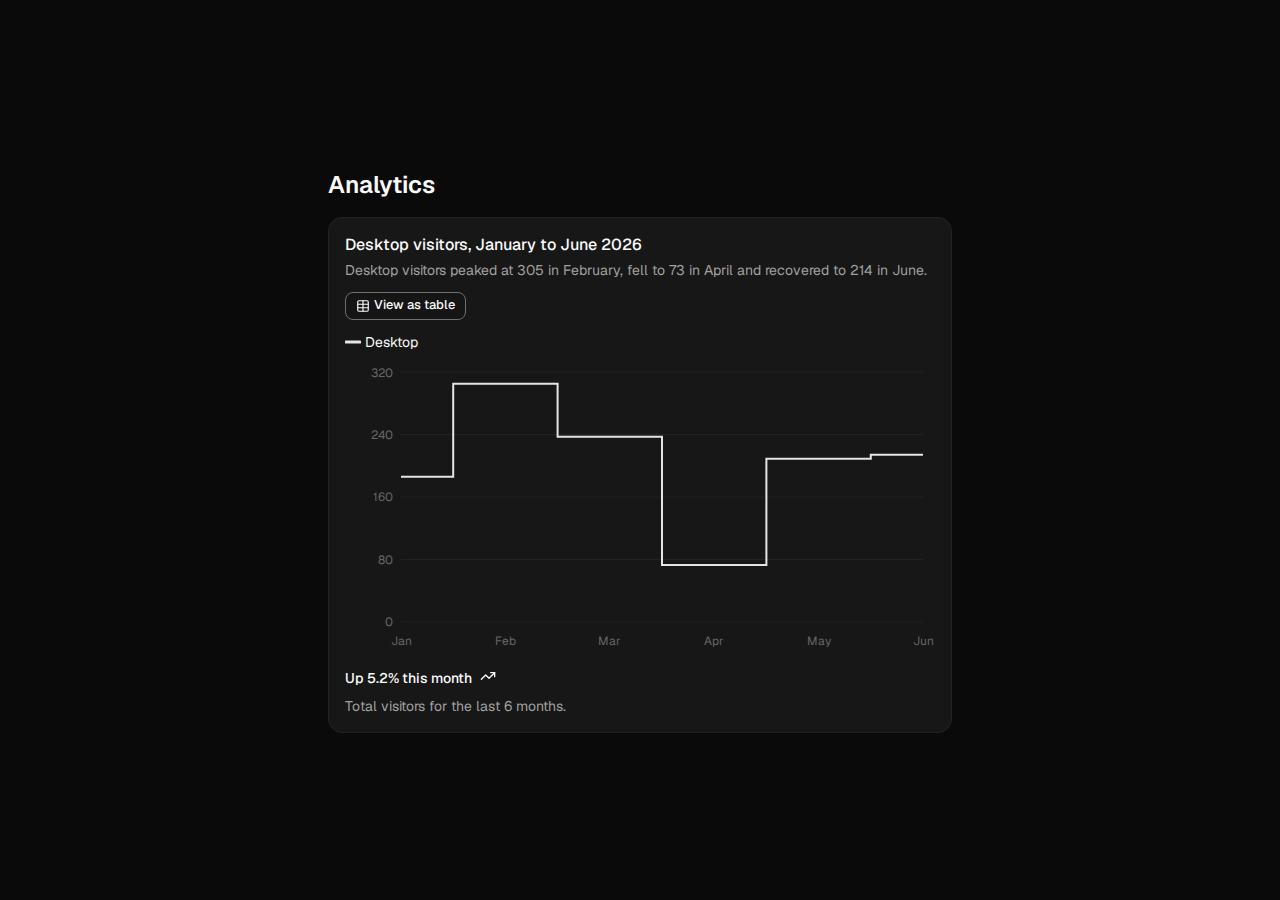 Analytics
Desktop visitors, January to June 2026
Desktop visitors peaked at 305 in February, fell to 73 in April and recovered to 214 in June.
View as table
Desktop
320
240
160
80
0
Jan Feb Mar Apr May Jun
Up 5.2% this month
Total visitors for the last 6 months.